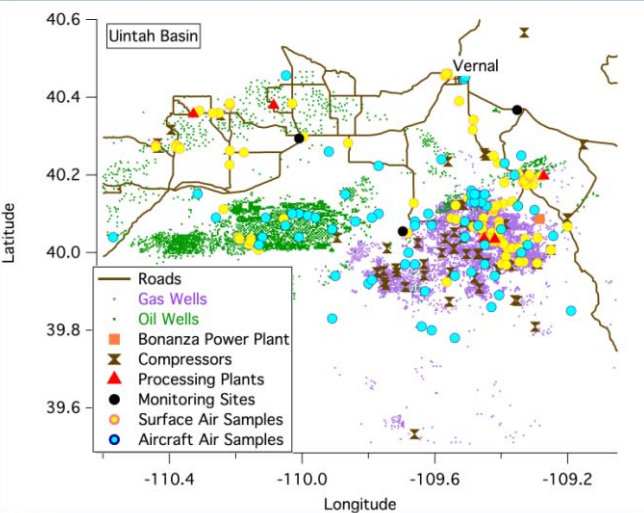 40.6
Uintah Basin
Vernal
40.4
40.2
40.0
39.8
39.6
Latitude
Roads
Gas Wells
Oil Wells
Bonanza Power Plant
Compressors
Processing Plants
Monitoring Sites
Surface Air Samples
Aircraft Air Samples
-110.4 -110.0 -109.6 -109.2
Longitude